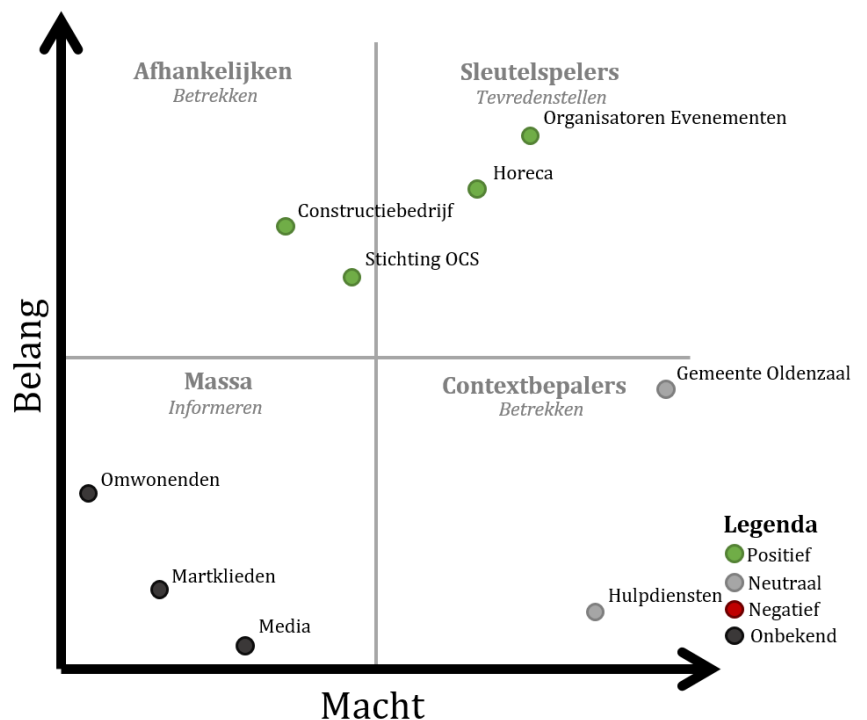 Afhankelijken
Betrekken
Sleutelspelers
Tevredenstellen
Organisatoren Evenementen
Horeca
Constructiebedrijf
Stichting OCS
Belang
Massa
Informeren
Contextbepalers
Betrekken
Gemeente Oldenzaal
Omwonenden
Martklieden
Media
Hulpdiensten
Legenda
Positief
Neutraal
Negatief
Onbekend
Macht